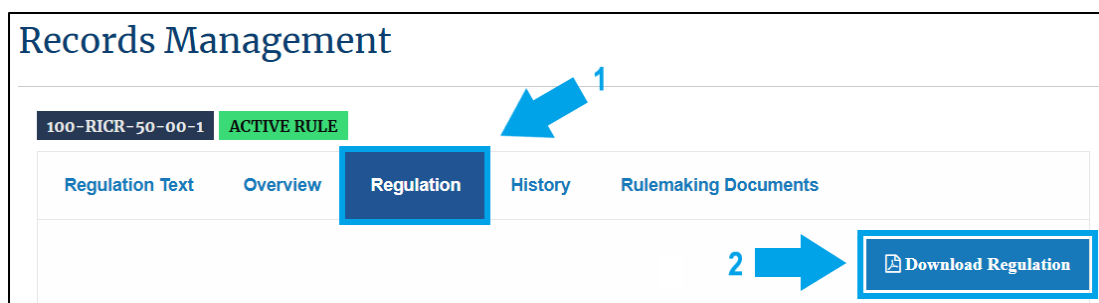 Records Management
1
100-RICR-50-00-1 ACTIVE RULE
Regulation Text Overview Regulation History Rulemaking Documents
2 Download Regulation